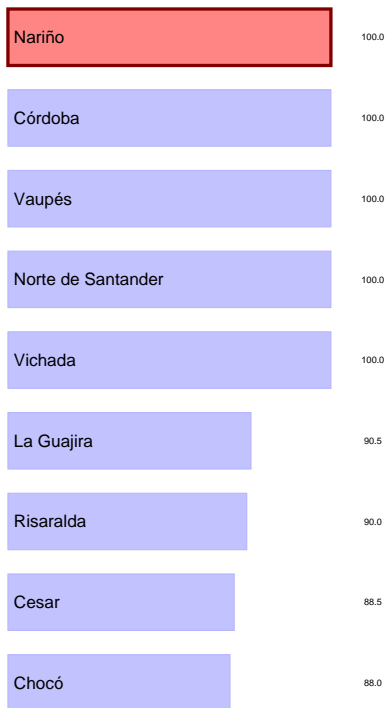 Nariño 100.0
Córdoba 100.0
Vaupés 100.0
Norte de Santander 100.0
Vichada 100.0
La Guajira 90.5
Risaralda 90.0
Cesar 88.5
Chocó 88.0